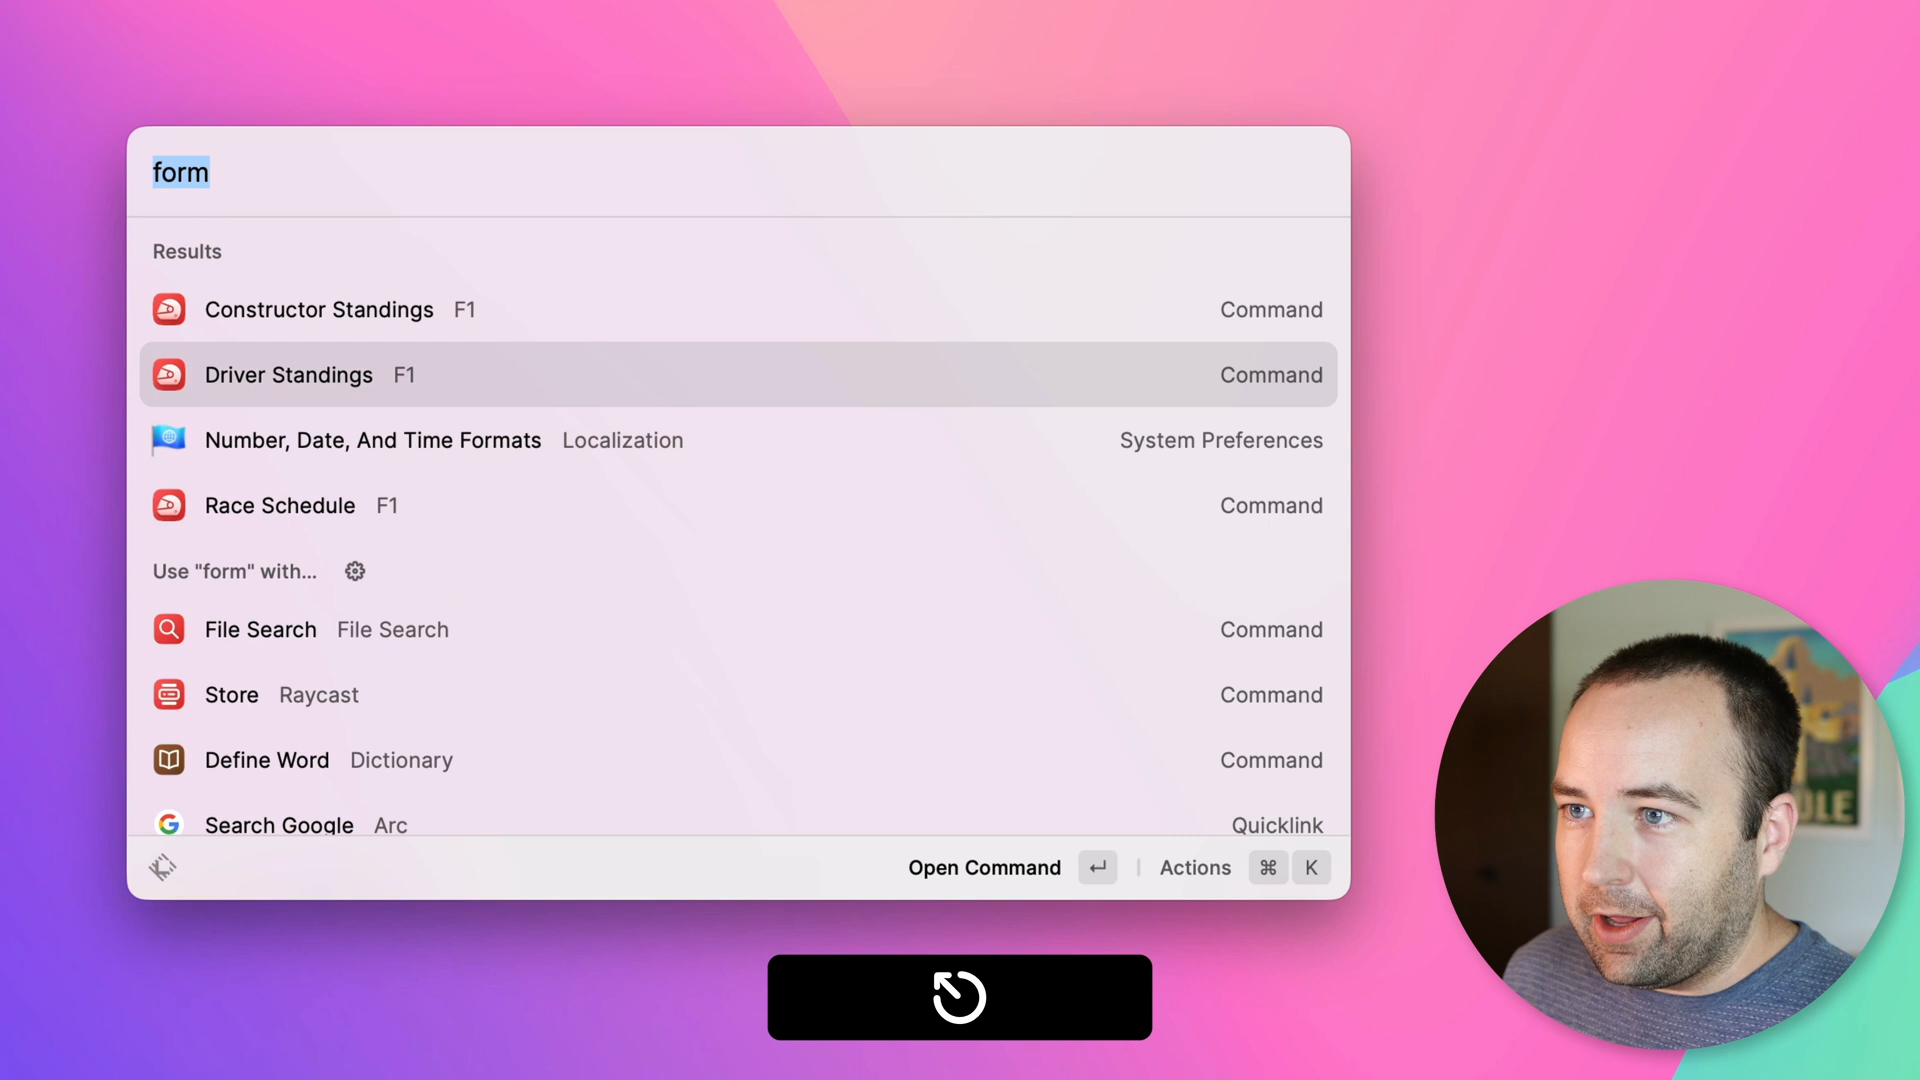 form
Results
Constructor Standings F1 Command
Driver Standings F1 Command
Number, Date, And Time Formats Localization System Preferences
Race Schedule F1 Command
Use "form" with...
File Search File Search Command
Store Raycast Command
Define Word Dictionary Command
Search Google Arc Quicklink
Open Command ↵ | Actions ⌘ K